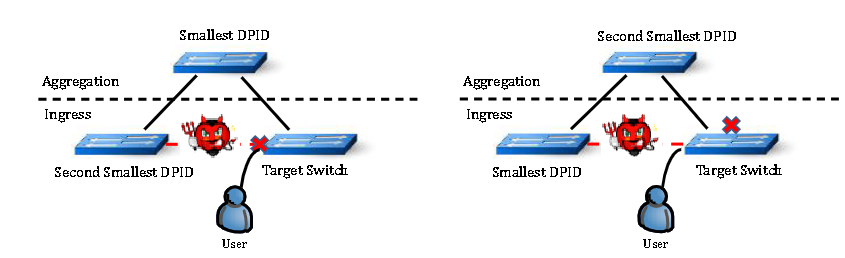 Smallest DPID
Aggregation
Ingress
Second Smallest DPID
Target Switch
User
Second Smallest DPID
Aggregation
Ingress
Smallest DPID
Target Switch
User